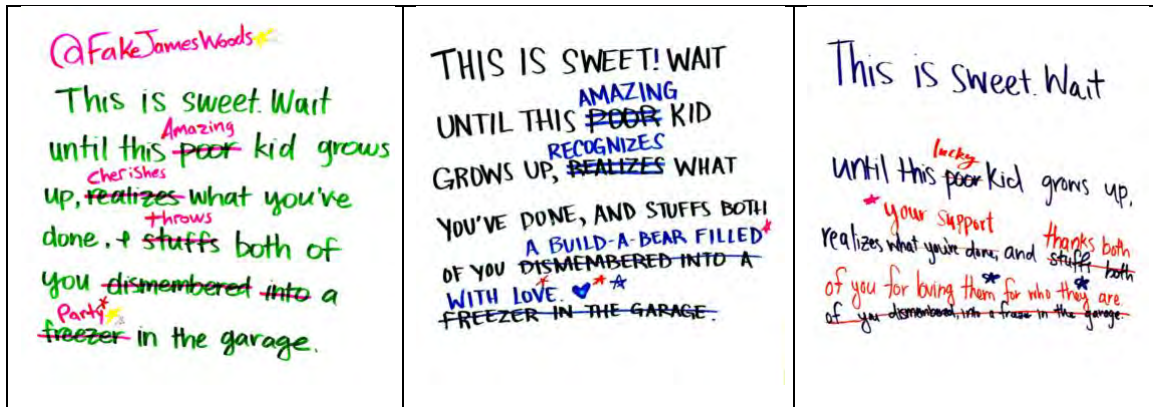 @FakeJamesWoods
This is sweet. Wait
Amazing
until this poor kid grows
cherishes
up, realizes what you've
throws
done, + stuffs both of
you dismembered into a
Party
freezer in the garage.
THIS IS SWEET! WAIT
AMAZING
UNTIL THIS POOR KID
RECOGNIZES
GROWS UP, REALIZES WHAT
YOU'VE DONE, AND STUFFS BOTH
A BUILD-A-BEAR FILLED
OF YOU DISMEMBERED INTO A
WITH LOVE.
FREEZER IN THE GARAGE.
This is sweet. Wait
lucky
until this poor kid grows up,
your support
thanks both
realizes what you've done, and stuffs both
of you for loving them for who they are.
of you dismembered, into a freeze in the garage.